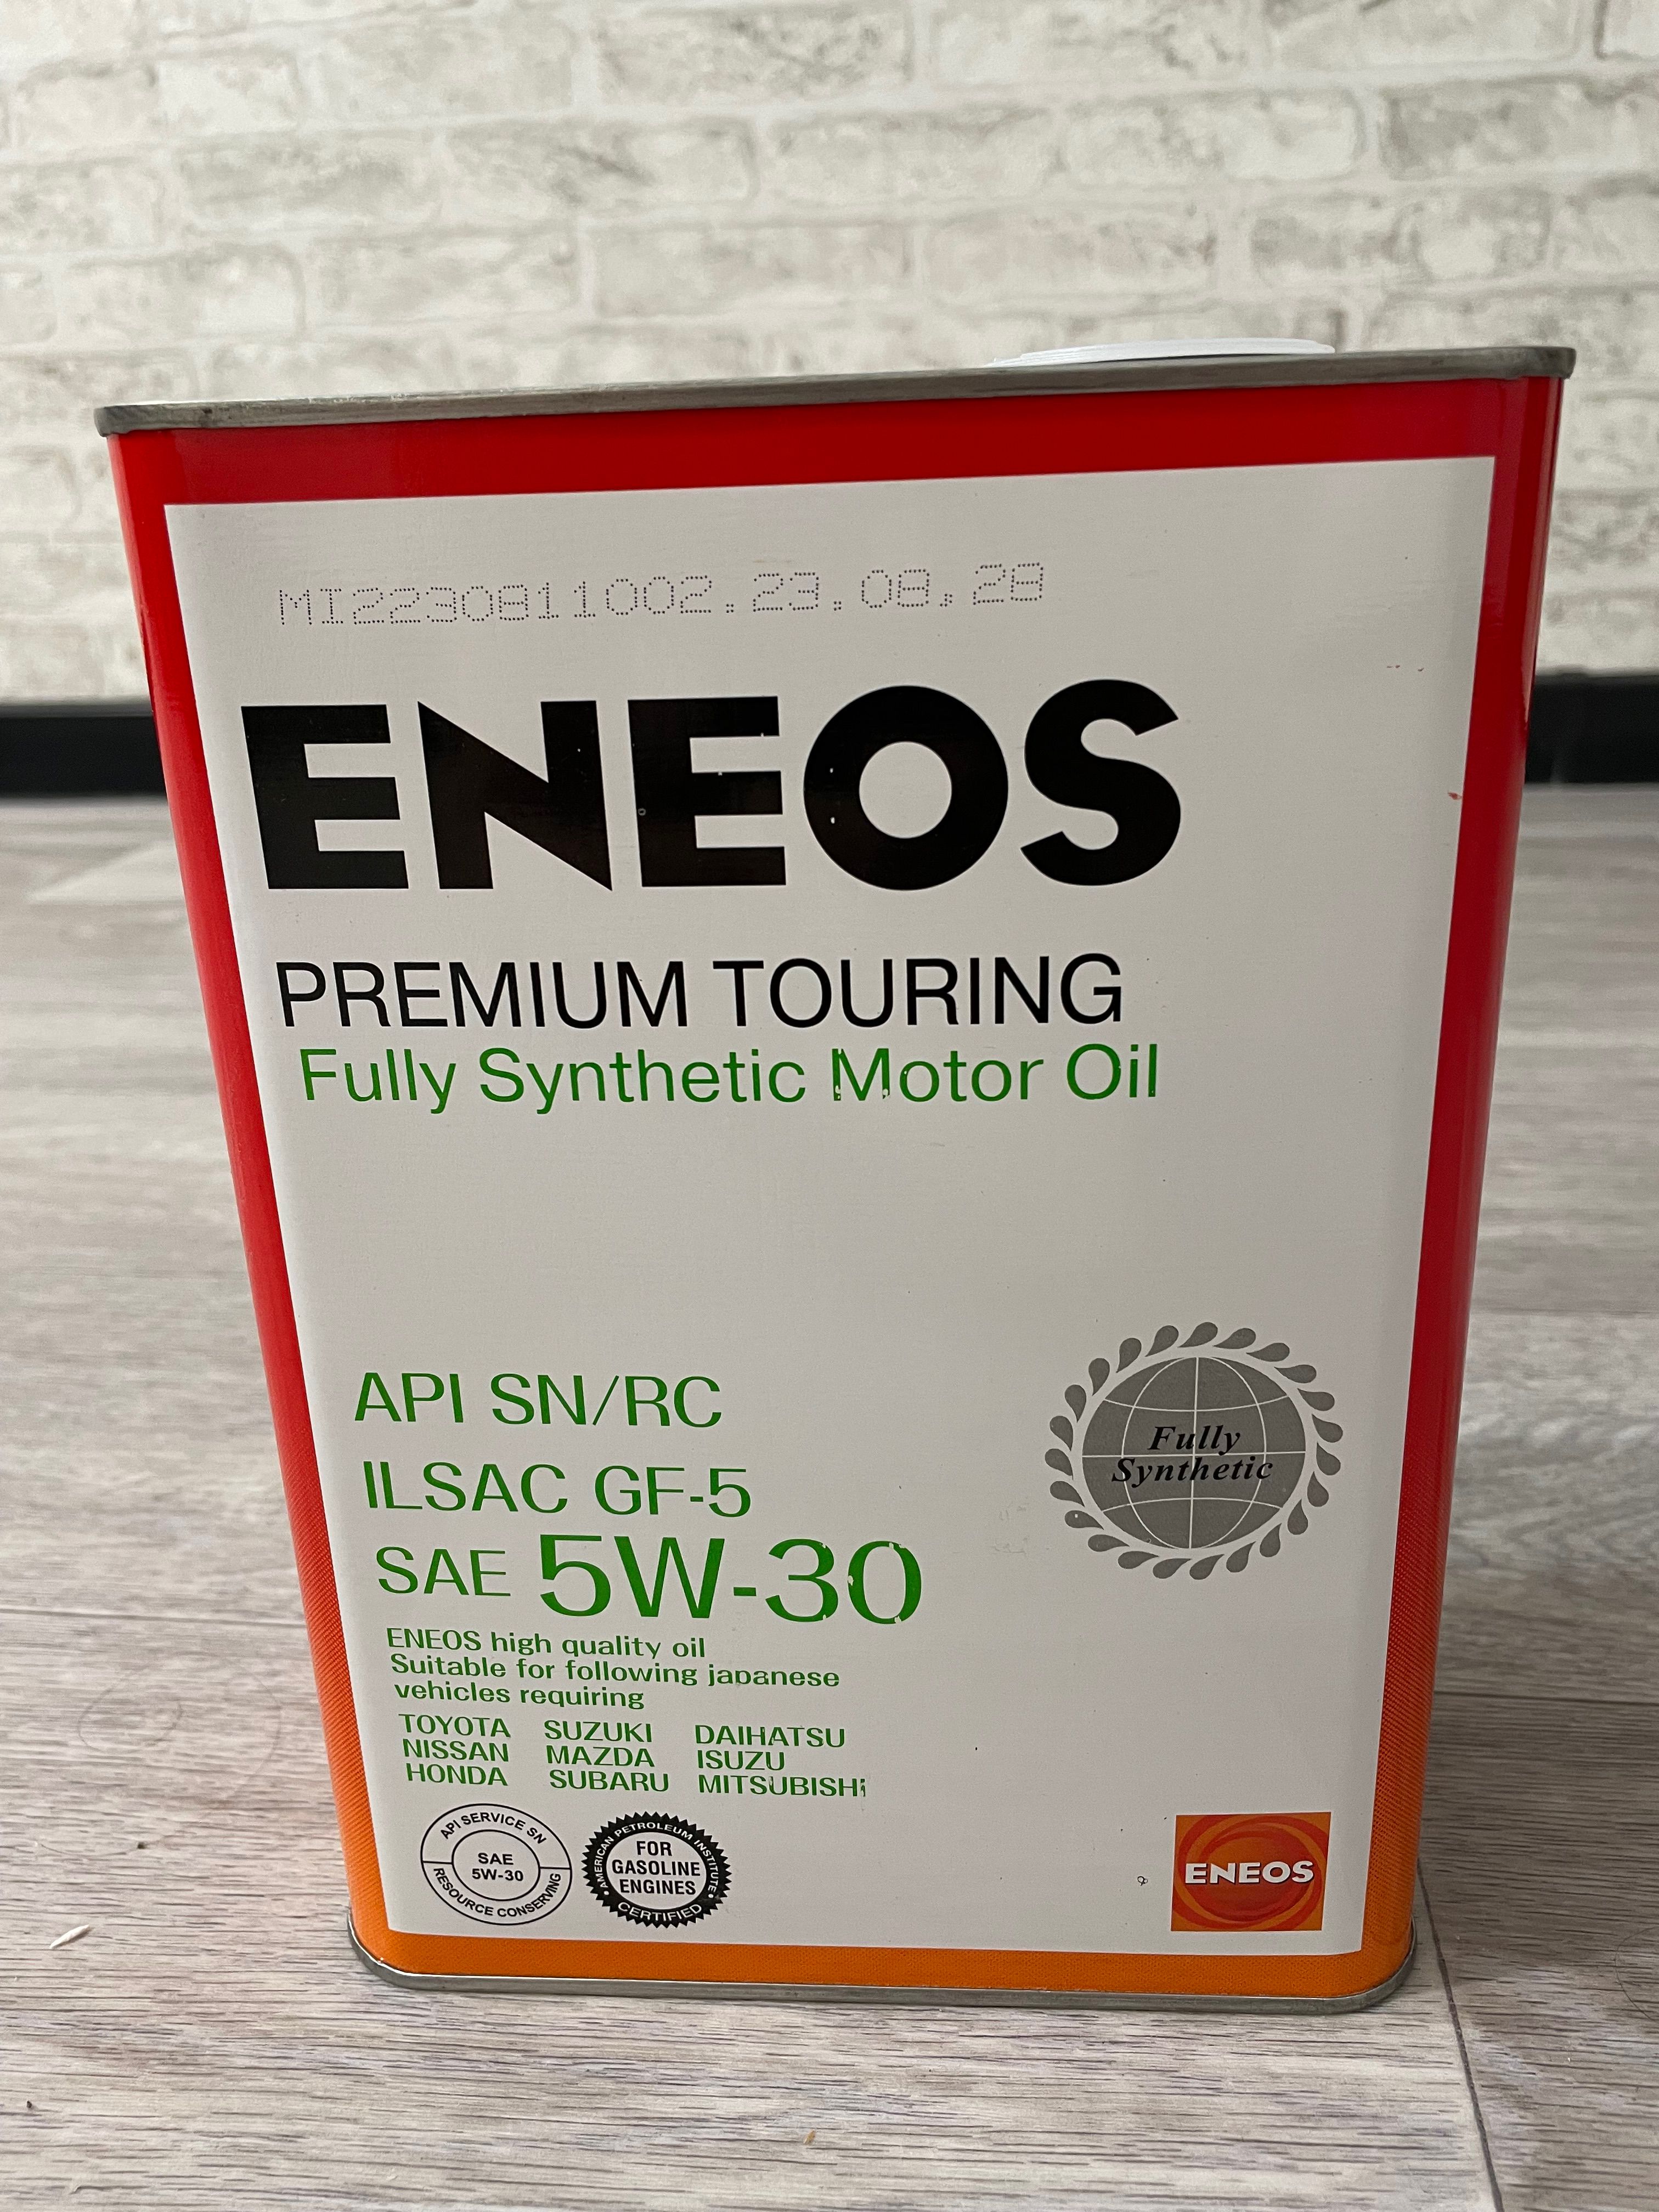 MI2230811002.23.08.28
ENEOS
PREMIUM TOURING
Fully Synthetic Motor Oil
API SN/RC
ILSAC GF-5
SAE 5W-30
Fully
Synthetic
ENEOS high quality oil
Suitable for following japanese
vehicles requiring
TOYOTA SUZUKI DAIHATSU
NISSAN MAZDA ISUZU
HONDA SUBARU MITSUBISHi
API SERVICE SN
SAE
5W-30
RESOURCE CONSERVING
AMERICAN PETROLEUM INSTITUTE
FOR
GASOLINE
ENGINES
CERTIFIED
ENEOS